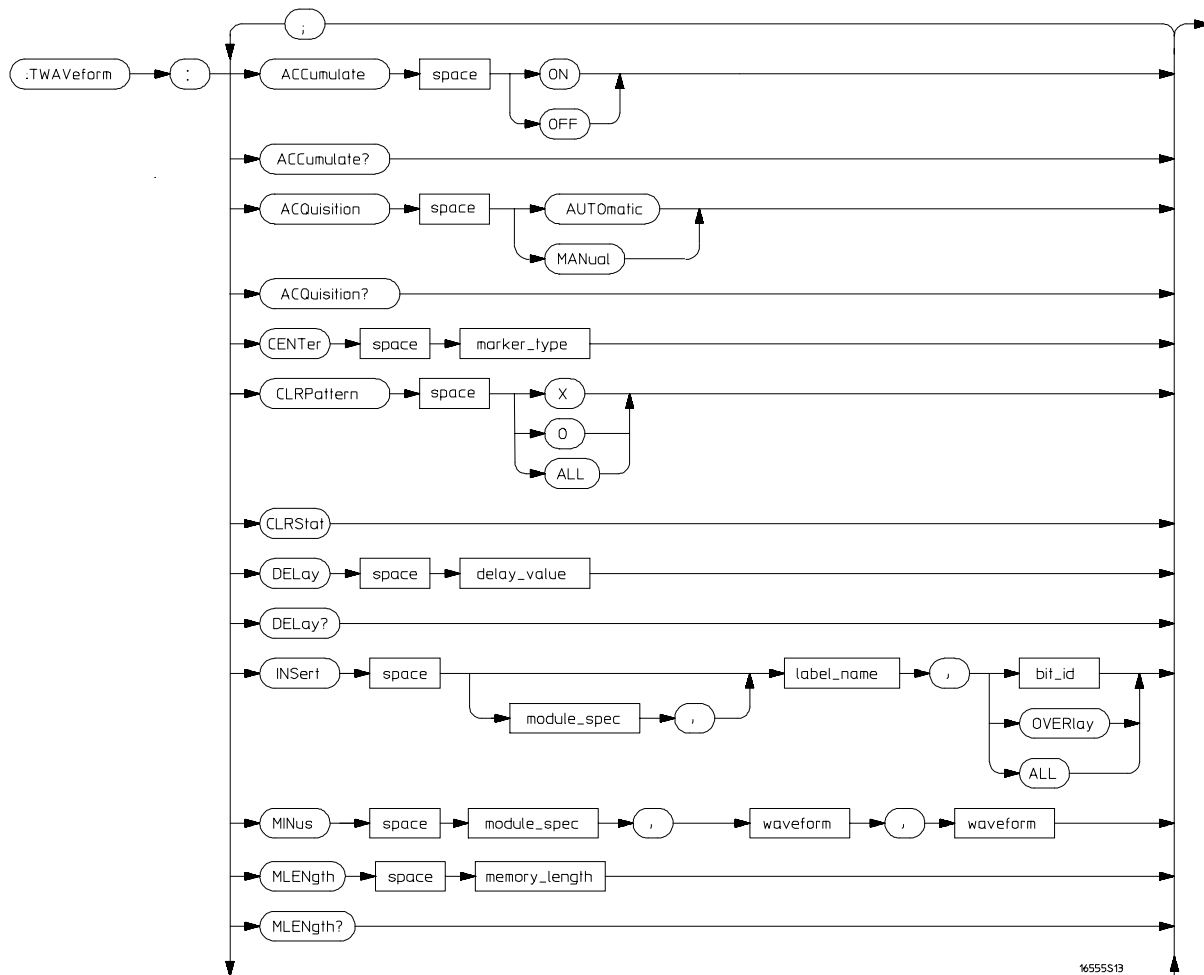 ;
:TWAVeform : ACCumulate space ON
OFF
ACCumulate?
ACQuisition space AUTOmatic
MANual
ACQuisition?
CENTer space marker_type
CLRPattern space X
O
ALL
CLRStat
DELay space delay_value
DELay?
INSert space label_name , bit_id
module_spec , OVERlay
ALL
MINus space module_spec , waveform , waveform
MLENgth space memory_length
MLENgth?
16555S13